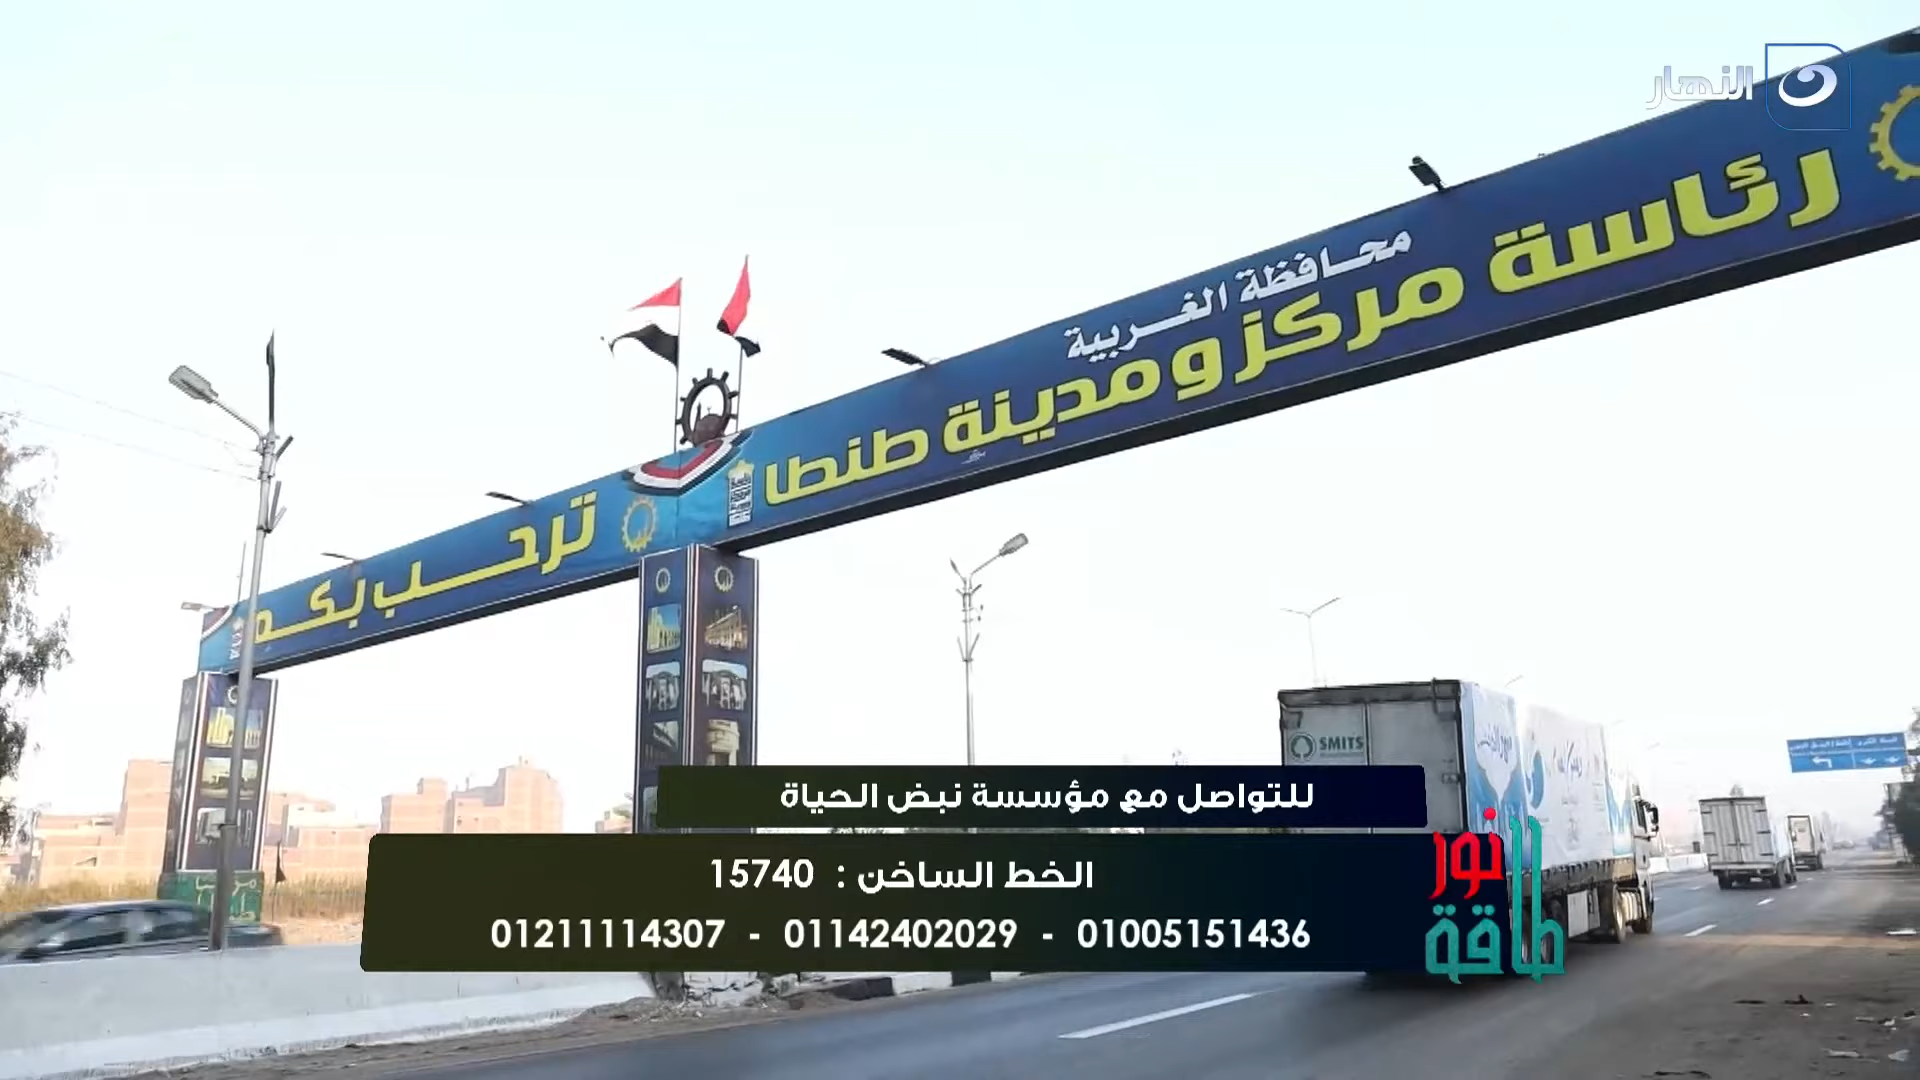 النهار
محافظة الغربية
رئاسة مركز و مدينة طنطا
ترحب بكم
SMITS
للتواصل مع مؤسسة نبض الحياة
الخط الساخن : 15740
01211114307 - 01142402029 - 01005151436
طاقة نور